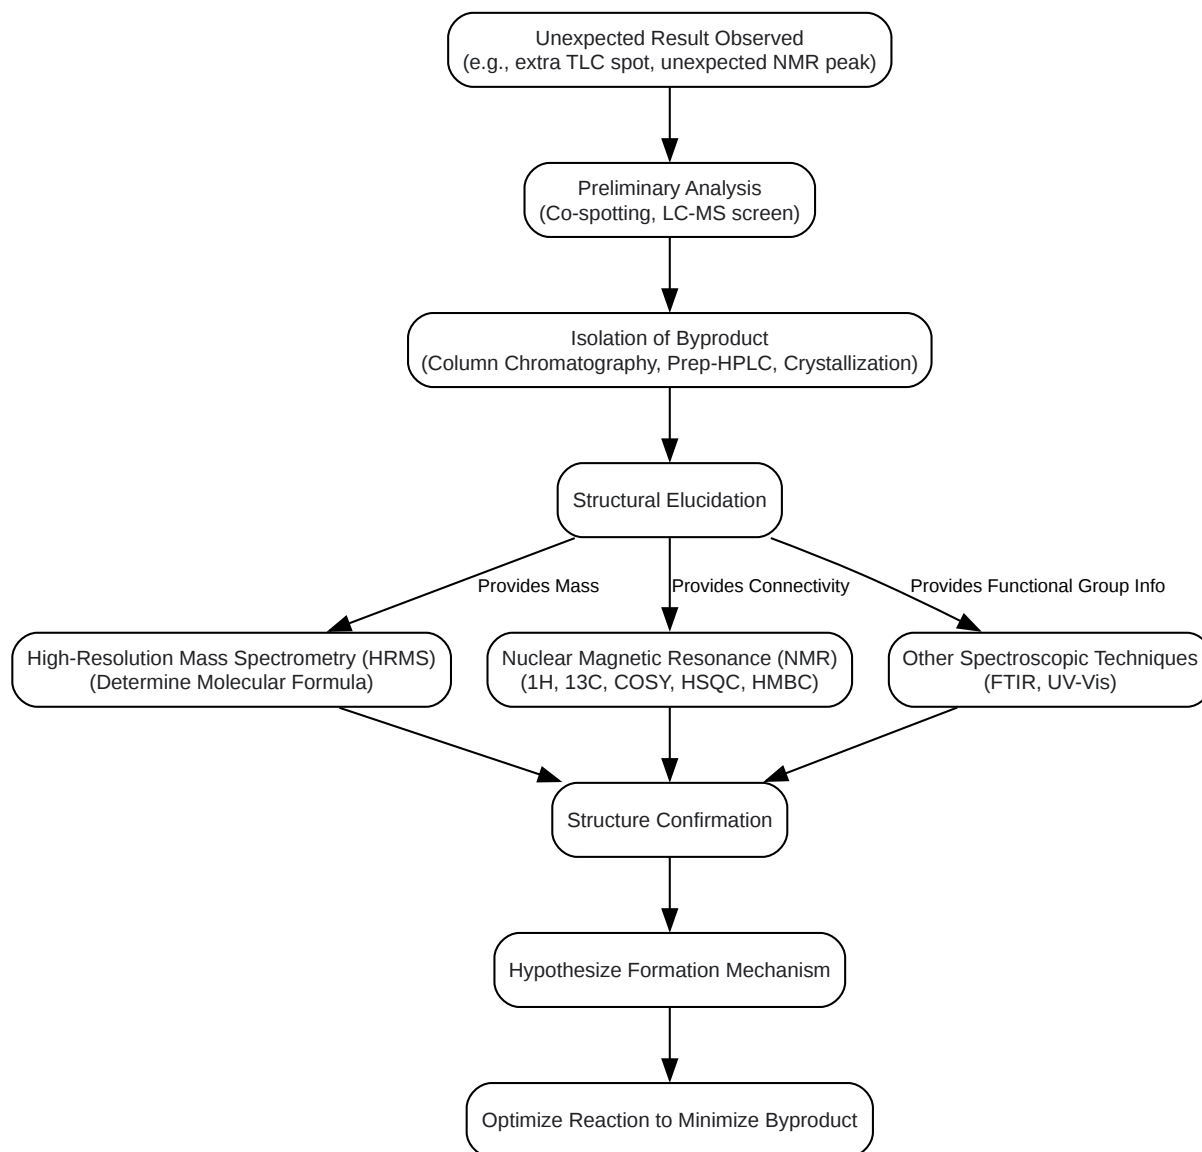 Unexpected Result Observed
(e.g., extra TLC spot, unexpected NMR peak)
Preliminary Analysis
(Co-spotting, LC-MS screen)
Isolation of Byproduct
(Column Chromatography, Prep-HPLC, Crystallization)
Structural Elucidation
Provides Mass
Provides Connectivity
Provides Functional Group Info
High-Resolution Mass Spectrometry (HRMS)
(Determine Molecular Formula)
Nuclear Magnetic Resonance (NMR)
(1H, 13C, COSY, HSQC, HMBC)
Other Spectroscopic Techniques
(FTIR, UV-Vis)
Structure Confirmation
Hypothesize Formation Mechanism
Optimize Reaction to Minimize Byproduct